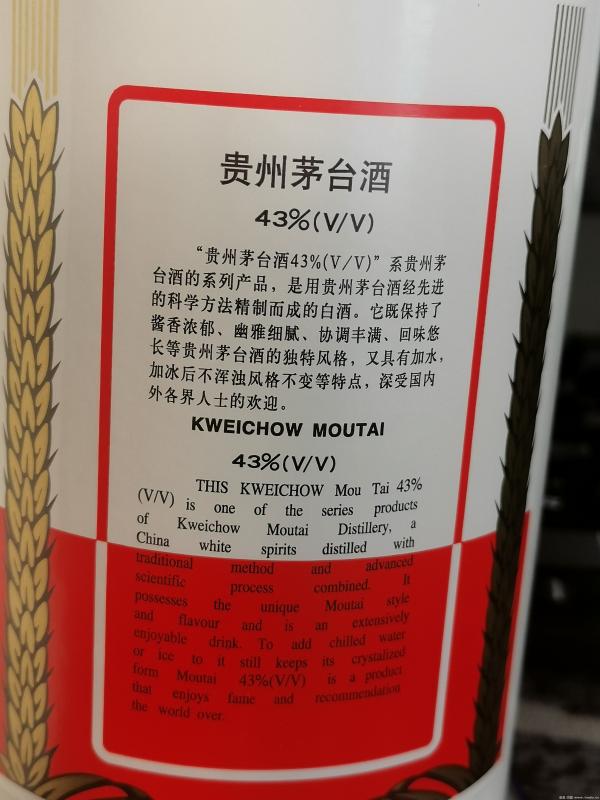 贵州茅台酒
43%(V/V)
“贵州茅台酒43%(V/V)”系贵州茅
台酒的系列产品，是用贵州茅台酒经先进
的科学方法精制而成的白酒。它既保持了
酱香浓郁、幽雅细腻、协调丰满、回味悠
长等贵州茅台酒的独特风格，又具有加水，
加冰后不浑浊风格不变等特点，深受国内
外各界人士的欢迎。
KWEICHOW MOUTAI
43%(V/V)
THIS KWEICHOW Mou Tai 43%
(V/V) is one of the series products
of Kweichow Moutai Distillery, a
China white spirits distilled with
traditional method and advanced
scientific process combined. It
possesses the unique Moutai style
and flavour and is an extensively
enjoyable drink. To add chilled water
or ice to it still keeps its crystalized
form Moutai 43%(V/V) is a product
that enjoys fame and recommendation
the world over.